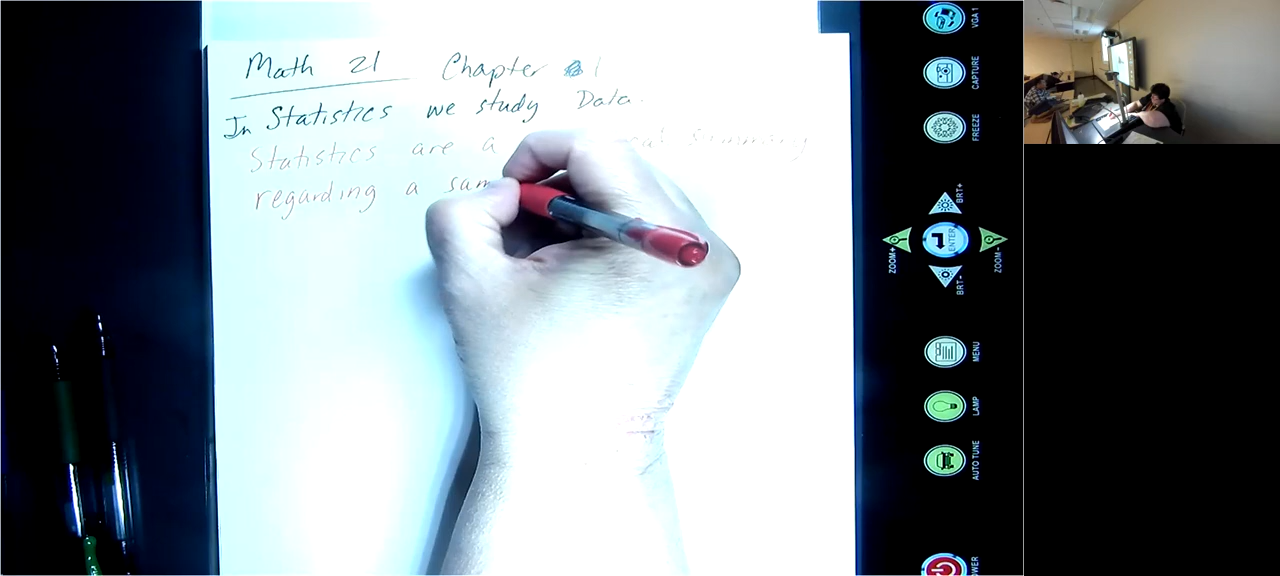 Math 21 Chapter 1
In Statistics we study Data.
Statistics are a Summary
regarding a sam
VGA 1
CAPTURE
FREEZE
BRT+
ZOOM+
ENTER
ZOOM-
BRT-
MENU
LAMP
AUTO TUNE